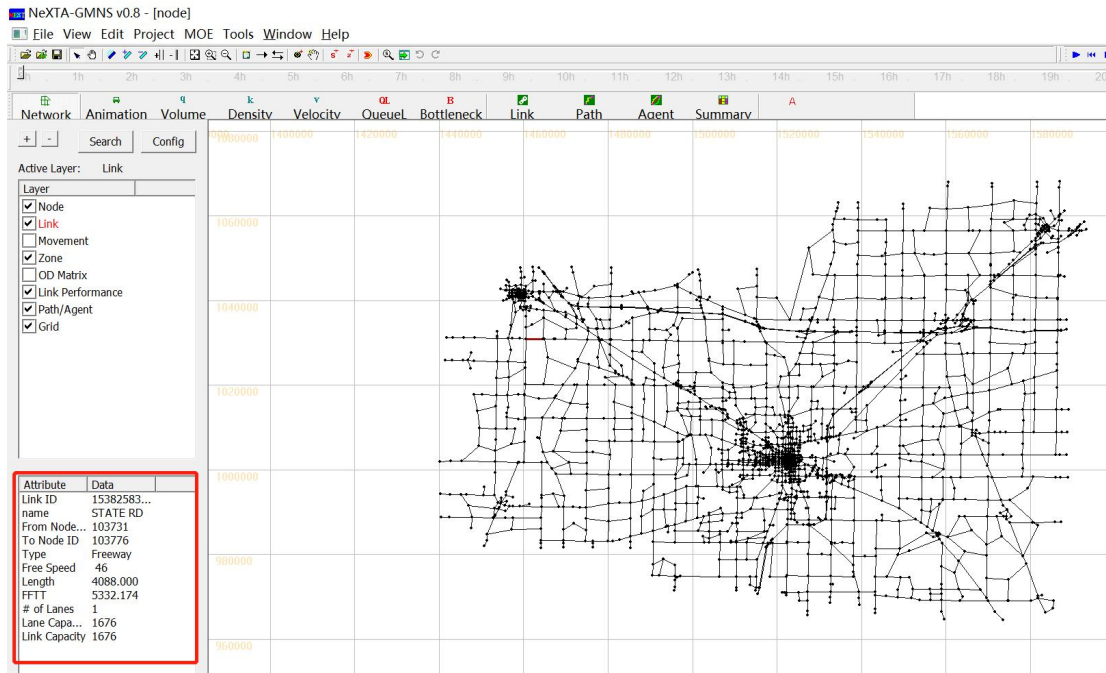 NeXTA-GMNS v0.8 - [node]
File View Edit Project MOE Tools Window Help
1h 2h 3h 4h 5h 6h 7h 8h 9h 10h 11h 12h 13h 14h 15h 16h 17h 18h 19h 20
q k v QL B A
Network Animation Volume Density Velocity QueueL Bottleneck Link Path Agent Summary
+ - Search Config
1080000 1400000 1420000 1440000 1460000 1480000 1500000 1520000 1540000 1560000 1580000
Active Layer: Link
Layer
Node
Link
Movement
Zone
OD Matrix
Link Performance
Path/Agent
Grid
1060000
1040000
1020000
1000000
980000
960000
Attribute Data
Link ID 15382583...
name STATE RD
From Node... 103731
To Node ID 103776
Type Freeway
Free Speed 46
Length 4088.000
FFTT 5332.174
# of Lanes 1
Lane Capa... 1676
Link Capacity 1676